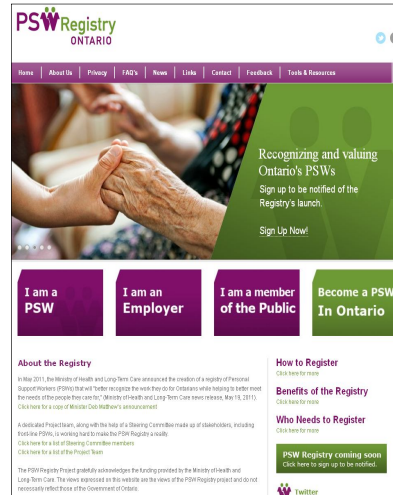 PSW Registry
ONTARIO
Home | About Us | Privacy | FAQ's | News | Links | Contact | Feedback | Tools & Resources
Recognizing and valuing
Ontario's PSWs
Sign up to be notified of the
Registry's launch.
Sign Up Now!
I am a
PSW
I am an
Employer
I am a member
of the Public
Become a PSW
In Ontario
About the Registry
In May 2011, the Ministry of Health and Long-Term Care announced the creation of a registry of Personal
Support Workers (PSWs) that will "better recognize the work they do for Ontarians while helping to better meet
the needs of the people they care for," (Ministry of Health and Long-Term Care news release, May 19, 2011).
Click here for a copy of Minister Deb Matthew's announcement
A dedicated Project team, along with the help of a Steering Committee made up of stakeholders, including
front-line PSWs, is working hard to make the PSW Registry a reality.
Click here for a list of Steering Committee members
Click here for a list of the Project Team
The PSW Registry Project gratefully acknowledges the funding provided by the Ministry of Health and
Long-Term Care. The views expressed on this website are the views of the PSW Registry project and do not
necessarily reflect those of the Government of Ontario.
How to Register
Click here for more
Benefits of the Registry
Click here for more
Who Needs to Register
Click here for more
PSW Registry coming soon
Click here to sign up to be notified.
Twitter